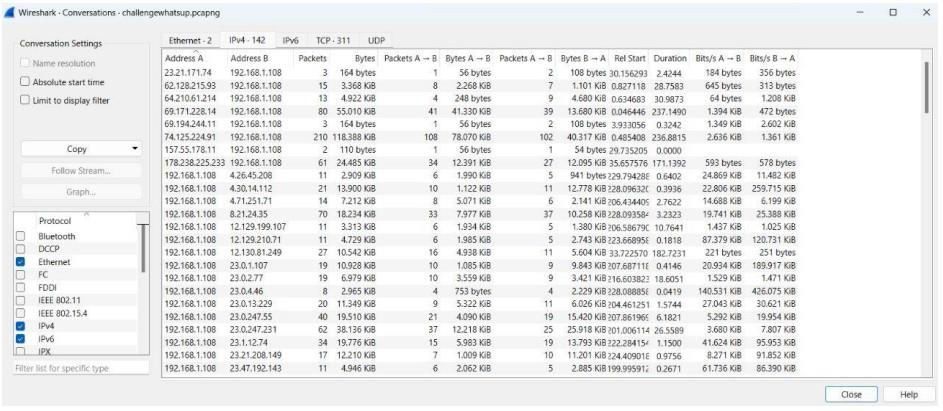 Wireshark · Conversations · challengewhatsup.pcapng
Conversation Settings
Name resolution
Absolute start time
Limit to display filter
Copy
Follow Stream...
Graph...
Protocol
Bluetooth
DCCP
Ethernet
FC
FDDI
IEEE 802.11
IEEE 802.15.4
IPv4
IPv6
IPX
Filter list for specific type
Ethernet · 2 IPv4 · 142 IPv6 TCP · 311 UDP
Address A Address B Packets Bytes Packets A → B Bytes A → B Packets A → B Bytes B → A Rel Start Duration Bits/s A → B Bits/s B → A
23.21.171.74 192.168.1.108 3 164 bytes 1 56 bytes 2 108 bytes 30.156293 2.4244 184 bytes 356 bytes
62.128.215.93 192.168.1.108 15 3.368 KiB 8 2.268 KiB 7 1.101 KiB 0.827118 28.7583 645 bytes 313 bytes
64.210.61.214 192.168.1.108 13 4.922 KiB 4 248 bytes 9 4.680 KiB 0.634683 30.9873 64 bytes 1.208 KiB
69.171.228.14 192.168.1.108 80 55.010 KiB 41 41.330 KiB 39 13.680 KiB 0.046446 237.1490 1.394 KiB 472 bytes
69.194.244.11 192.168.1.108 3 164 bytes 1 56 bytes 2 108 bytes 3.933056 0.3242 1.349 KiB 2.602 KiB
74.125.224.91 192.168.1.108 210 118.388 KiB 108 78.070 KiB 102 40.317 KiB 0.485408 236.8815 2.636 KiB 1.361 KiB
157.55.178.11 192.168.1.108 2 110 bytes 1 56 bytes 1 54 bytes 29.735205 0.0000
178.238.225.233 192.168.1.108 61 24.485 KiB 34 12.391 KiB 27 12.095 KiB 35.657576 171.1392 593 bytes 578 bytes
192.168.1.108 4.26.45.208 11 2.909 KiB 6 1.990 KiB 5 941 bytes 229.794288 0.6402 24.869 KiB 11.482 KiB
192.168.1.108 4.30.14.112 21 13.900 KiB 10 1.122 KiB 11 12.778 KiB 0.3936 22.806 KiB 259.715 KiB
192.168.1.108 4.71.251.71 14 7.212 KiB 8 5.071 KiB 6 2.141 KiB 206.434409 2.7622 14.688 KiB 6.199 KiB
192.168.1.108 8.21.24.35 70 18.234 KiB 33 7.977 KiB 37 10.258 KiB 3.2323 19.741 KiB 25.388 KiB
192.168.1.108 12.129.199.107 11 3.313 KiB 6 1.934 KiB 5 1.380 KiB 10.7641 1.437 KiB 1.025 KiB
192.168.1.108 12.129.210.71 11 4.729 KiB 6 1.985 KiB 5 2.743 KiB 0.1818 87.379 KiB 120.731 KiB
192.168.1.108 12.130.81.249 27 10.542 KiB 16 4.938 KiB 11 5.604 KiB 33.722570 182.7231 221 bytes 251 bytes
192.168.1.108 23.0.1.107 19 10.928 KiB 10 1.085 KiB 9 9.843 KiB 0.4146 20.934 KiB 189.917 KiB
192.168.1.108 23.0.2.77 19 6.979 KiB 10 3.559 KiB 9 3.421 KiB 18.6051 1.529 KiB 1.471 KiB
192.168.1.108 23.0.4.46 8 2.965 KiB 4 753 bytes 4 2.229 KiB 0.0419 140.531 KiB 426.075 KiB
192.168.1.108 23.0.13.229 20 11.349 KiB 9 5.322 KiB 11 6.026 KiB 1.5744 27.043 KiB 30.621 KiB
192.168.1.108 23.0.247.55 40 19.510 KiB 21 4.090 KiB 19 15.420 KiB 6.1821 5.292 KiB 19.954 KiB
192.168.1.108 23.0.247.231 62 38.136 KiB 37 12.218 KiB 25 25.918 KiB 26.5589 3.680 KiB 7.807 KiB
192.168.1.108 23.1.12.74 34 19.776 KiB 15 5.983 KiB 19 13.793 KiB 1.1500 41.624 KiB 95.953 KiB
192.168.1.108 23.21.208.149 17 12.210 KiB 7 1.009 KiB 10 11.201 KiB 0.9756 8.271 KiB 91.852 KiB
192.168.1.108 23.47.192.143 11 4.946 KiB 6 2.062 KiB 5 2.885 KiB 0.2671 61.736 KiB 86.390 KiB
Close Help